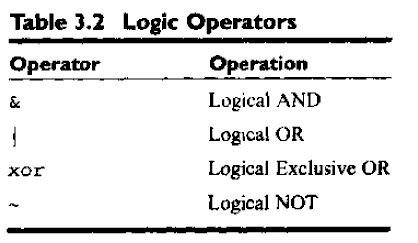 Table 3.2 Logic Operators
Operator Operation
& Logical AND
| Logical OR
xor Logical Exclusive OR
~ Logical NOT